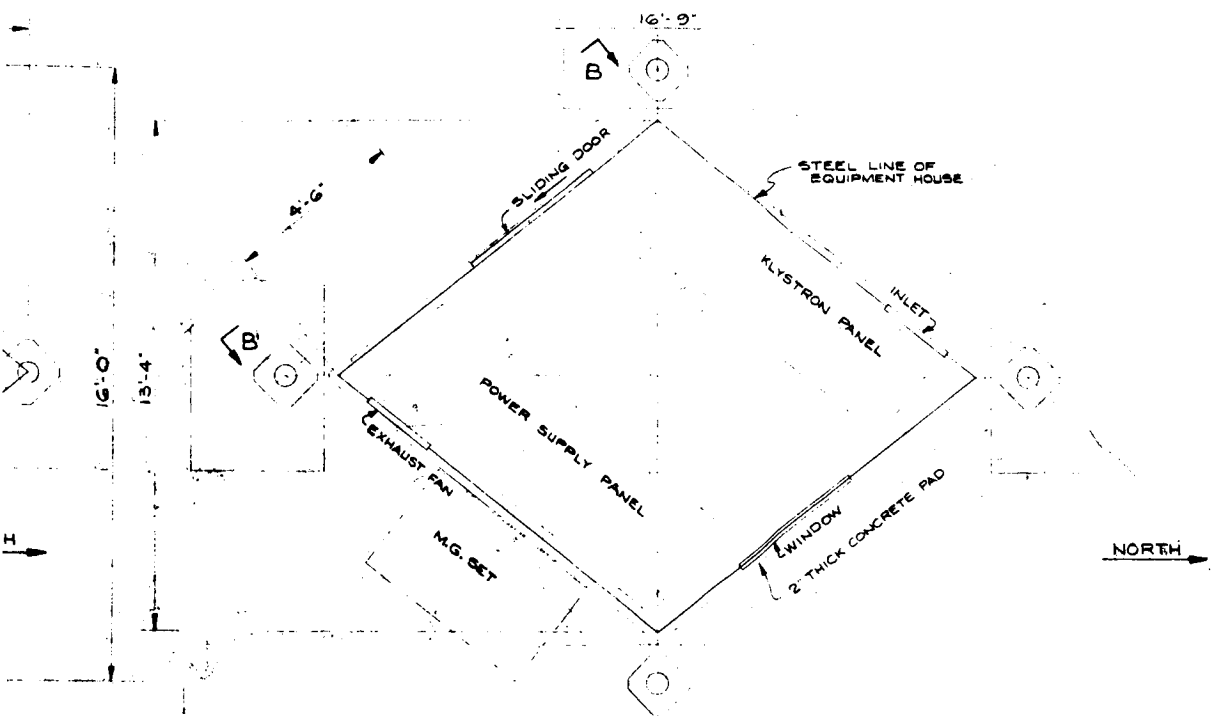 16'-9"
B
SLIDING DOOR
STEEL LINE OF
EQUIPMENT HOUSE
4'-6"
KLYSTRON PANEL
INLET
B'
16'-0"
13'-4"
POWER SUPPLY PANEL
EXHAUST FAN
WINDOW
2" THICK CONCRETE PAD
M.G. SET
H
NORTH